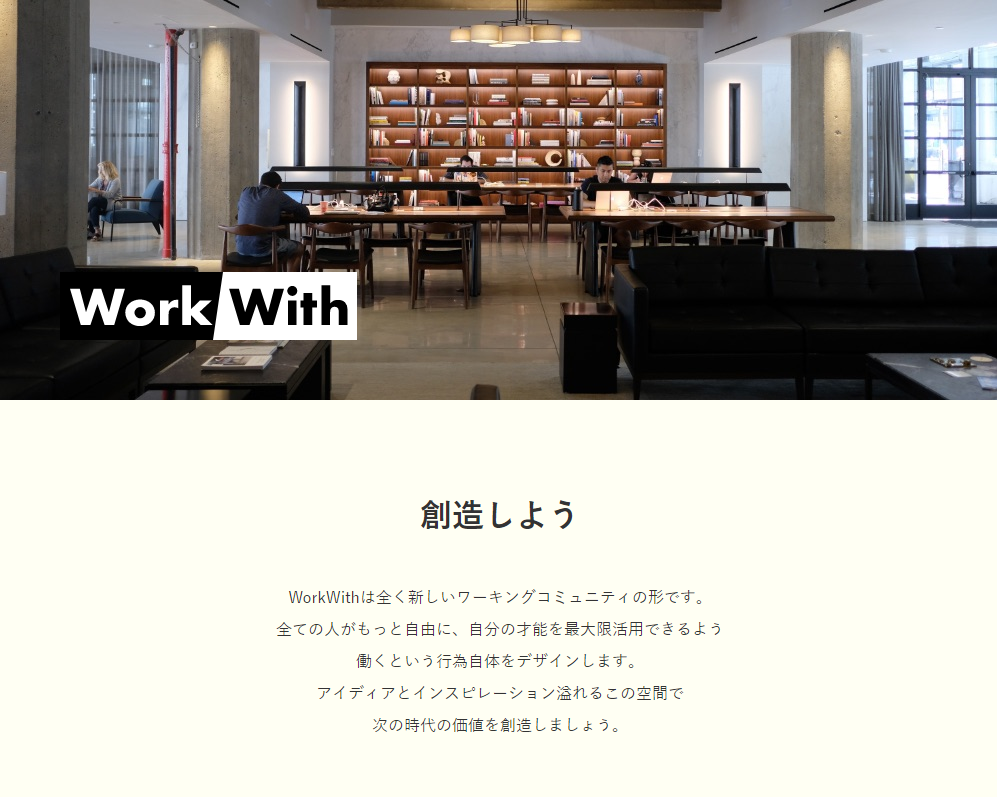 Work With
創造しよう
WorkWithは全く新しいワーキングコミュニティの形です。
全ての人がもっと自由に、自分の才能を最大限活用できるよう
働くという行為自体をデザインします。
アイディアとインスピレーション溢れるこの空間で
次の時代の価値を創造しましょう。